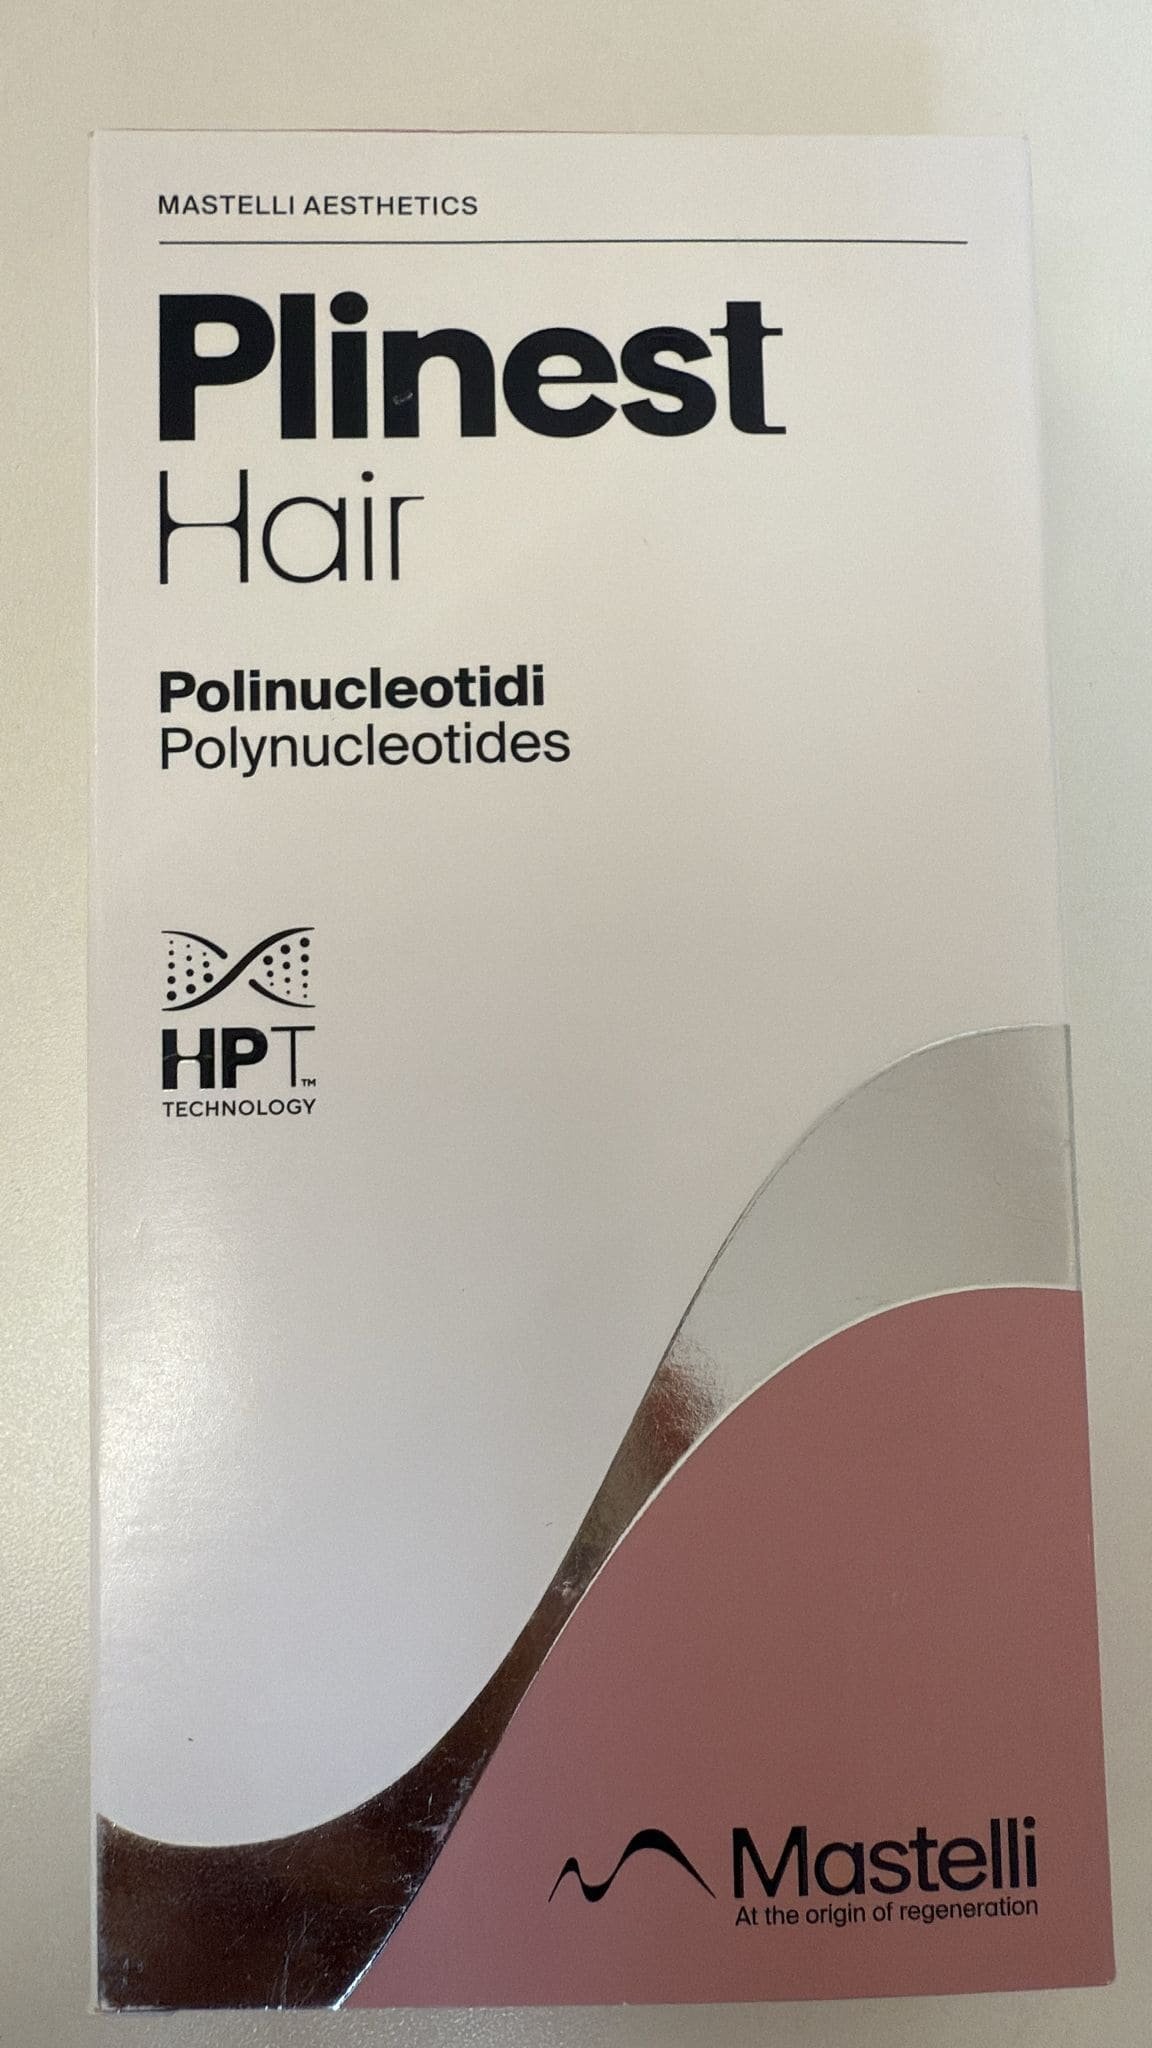 MASTELLI AESTHETICS
Plinest
Hair
Polinucleotidi
Polynucleotides
HPT™
TECHNOLOGY
Mastelli
At the origin of regeneration